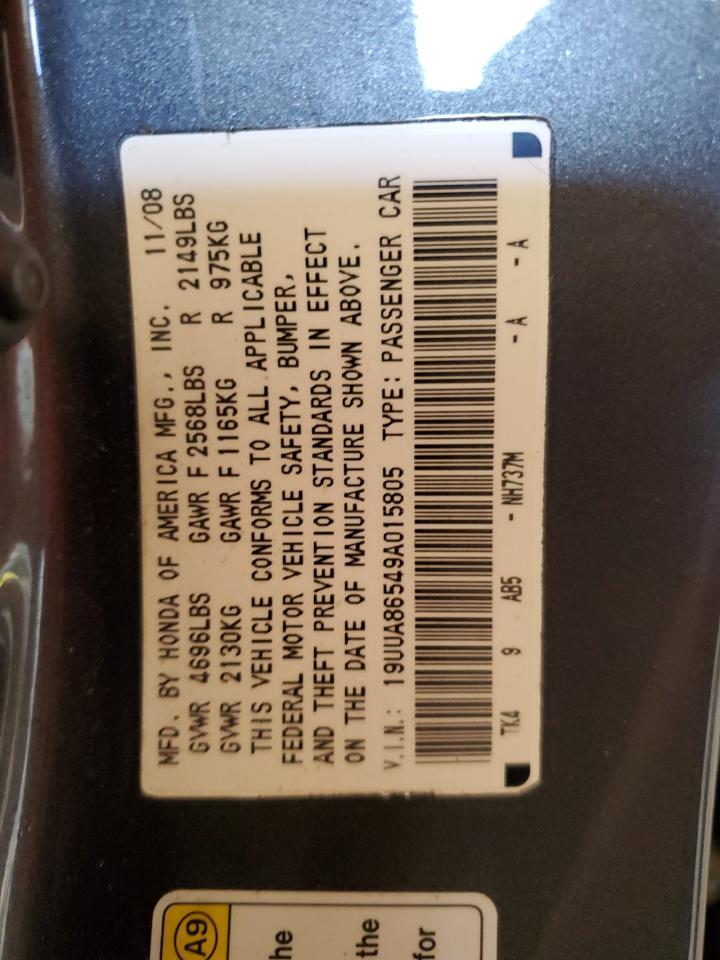 MFD. BY HONDA OF AMERICA MFG., INC. 11/08
GVWR 4696LBS GAWR F 2568LBS R 2149LBS
GVWR 2130KG GAWR F 1165KG R 975KG
THIS VEHICLE CONFORMS TO ALL APPLICABLE
FEDERAL MOTOR VEHICLE SAFETY, BUMPER,
AND THEFT PREVENTION STANDARDS IN EFFECT
ON THE DATE OF MANUFACTURE SHOWN ABOVE.
V.I.N.: 19UUA86549A015805 TYPE: PASSENGER CAR
TK4 9 AB5 - NH737M - A - A
A9
he
the
for